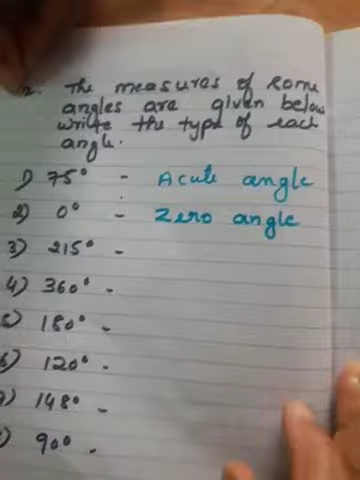 2. The measures of some
angles are given below
write the type of each
angle.
1) 75° - Acute angle
2) 0° - Zero angle
3) 215° -
4) 360° -
5) 180° -
6) 120° -
7) 148° -
) 90° -